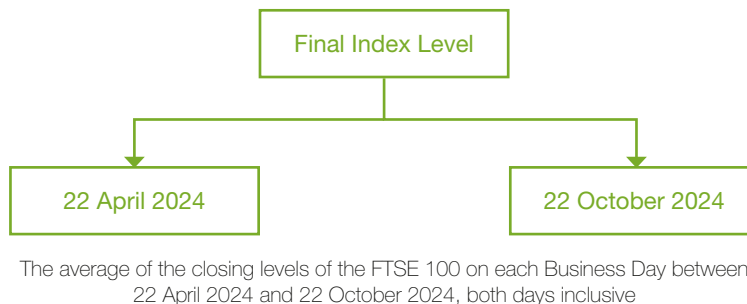 Final Index Level
22 April 2024
22 October 2024
The average of the closing levels of the FTSE 100 on each Business Day between
22 April 2024 and 22 October 2024, both days inclusive